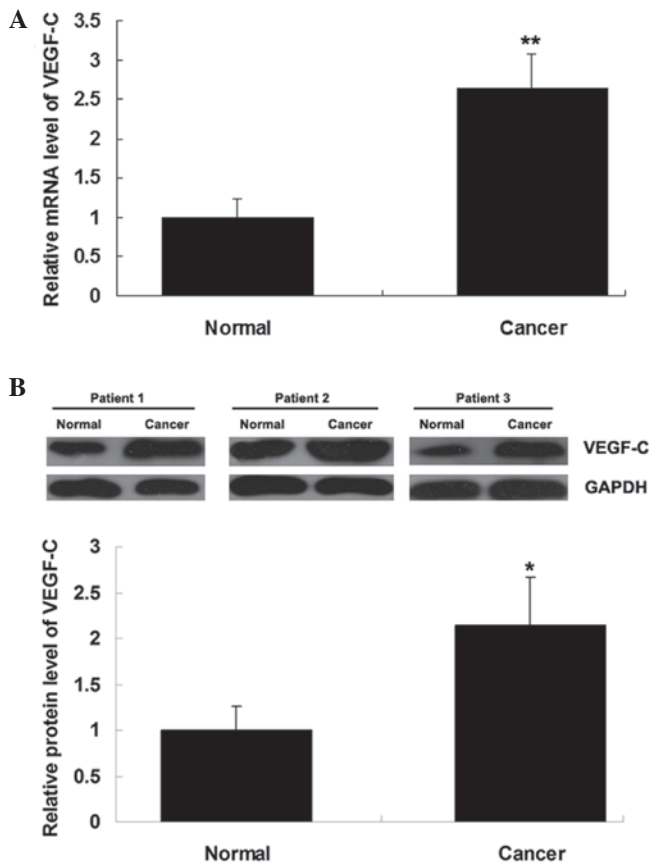 A
Relative mRNA level of VEGF-C
3.5
3
2.5
2
1.5
1
0.5
0
**
Normal Cancer
B
Patient 1 Patient 2 Patient 3
Normal Cancer Normal Cancer Normal Cancer
VEGF-C
GAPDH
Relative protein level of VEGF-C
3
2.5
2
2
1
0.5
0
*
Normal Cancer